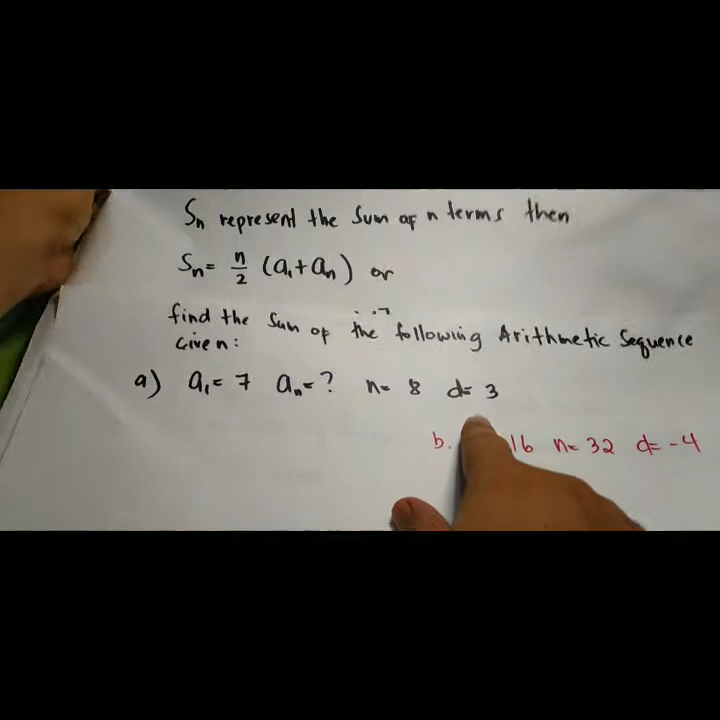 Sn represent the sum of n terms then
Sn = n/2 (a1 + an) or
find the sum of the following Arithmetic Sequence
Given:
a) a1 = 7 an = ? n = 8 d = 3
b. 16 n = 32 d = -4